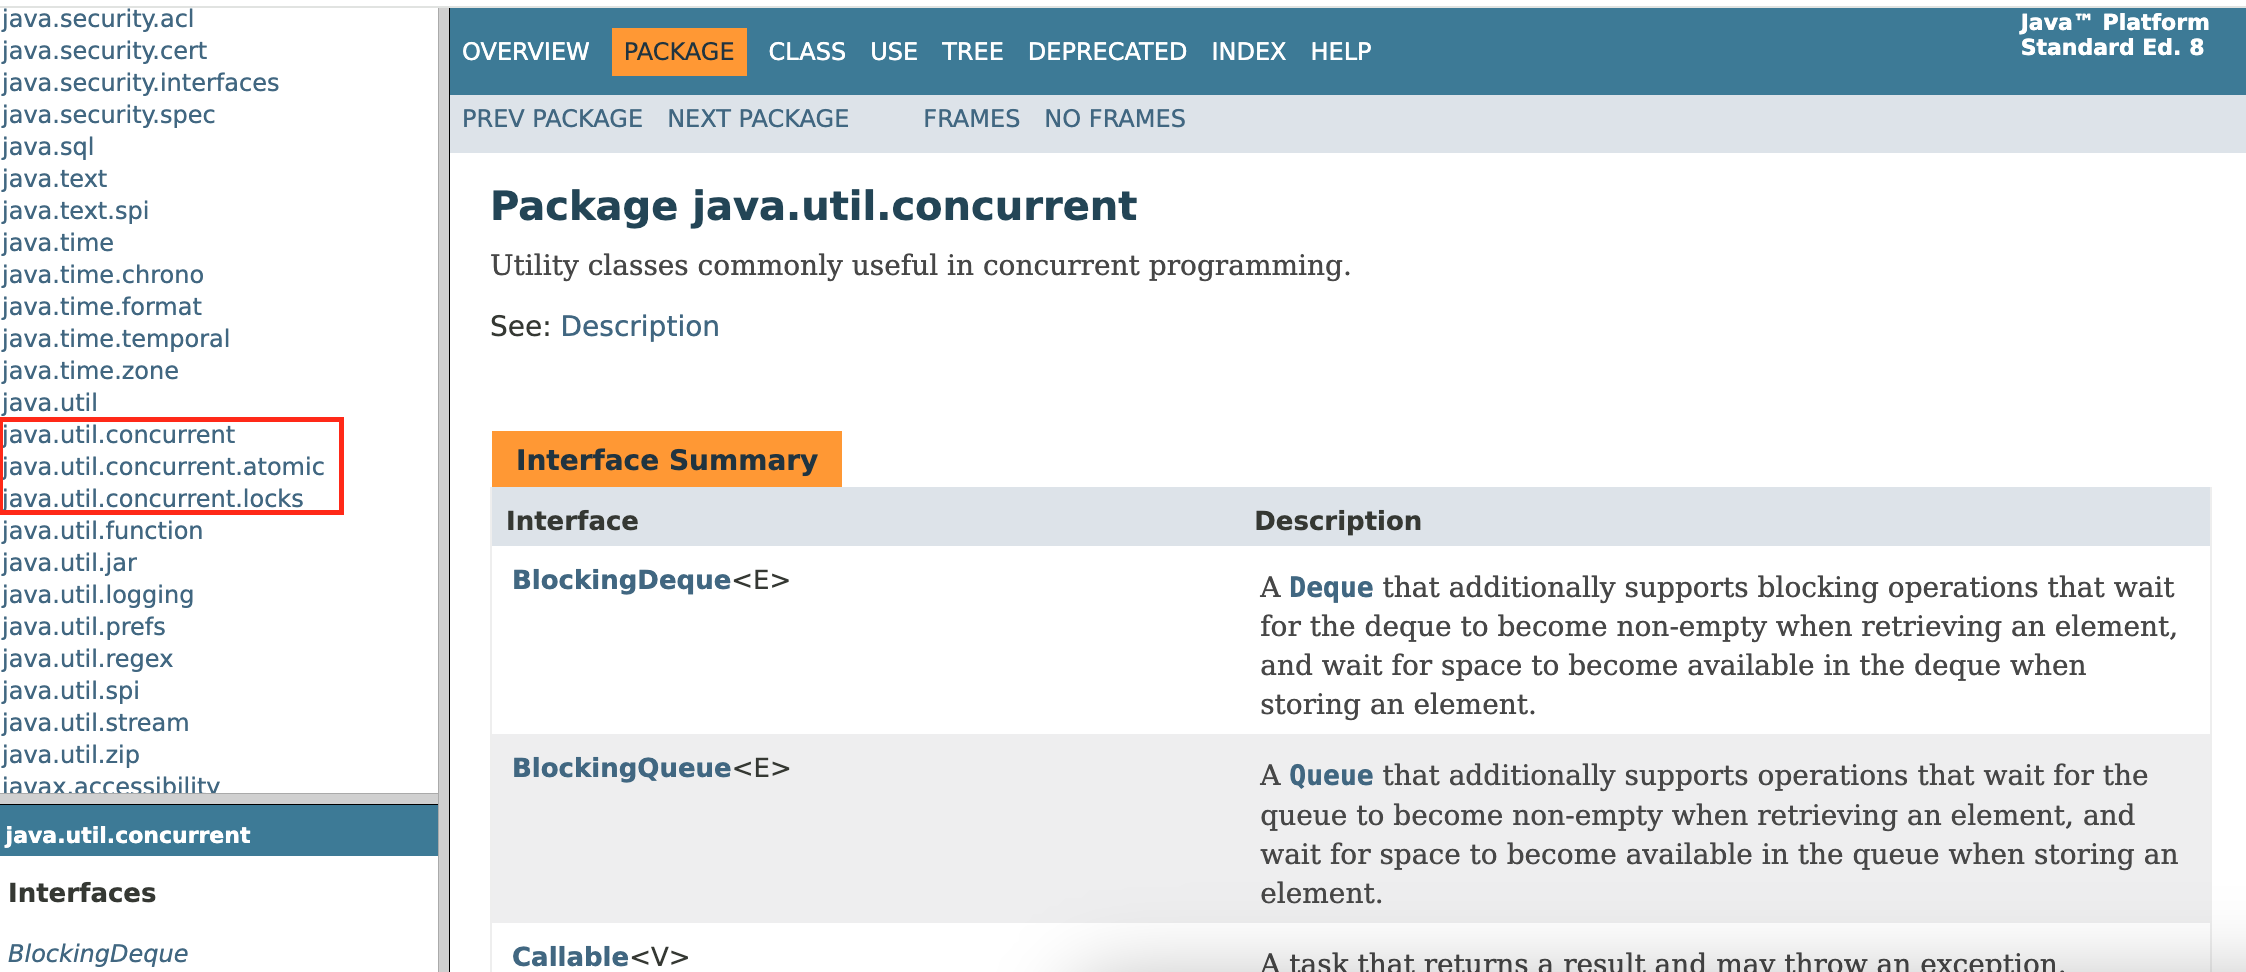 java.security.acl
java.security.cert
java.security.interfaces
java.security.spec
java.sql
java.text
java.text.spi
java.time
java.time.chrono
java.time.format
java.time.temporal
java.time.zone
java.util
java.util.concurrent
java.util.concurrent.atomic
java.util.concurrent.locks
java.util.function
java.util.jar
java.util.logging
java.util.prefs
java.util.regex
java.util.spi
java.util.stream
java.util.zip
javax.accessibility
java.util.concurrent
Interfaces
BlockingDeque
OVERVIEW PACKAGE CLASS USE TREE DEPRECATED INDEX HELP
Java™ Platform
Standard Ed. 8
PREV PACKAGE NEXT PACKAGE FRAMES NO FRAMES
Package java.util.concurrent
Utility classes commonly useful in concurrent programming.
See: Description
Interface Summary
Interface Description
BlockingDeque<E>
A Deque that additionally supports blocking operations that wait
for the deque to become non-empty when retrieving an element,
and wait for space to become available in the deque when
storing an element.
BlockingQueue<E>
A Queue that additionally supports operations that wait for the
queue to become non-empty when retrieving an element, and
wait for space to become available in the queue when storing an
element.
Callable<V>
A task that returns a result and may throw an exception.